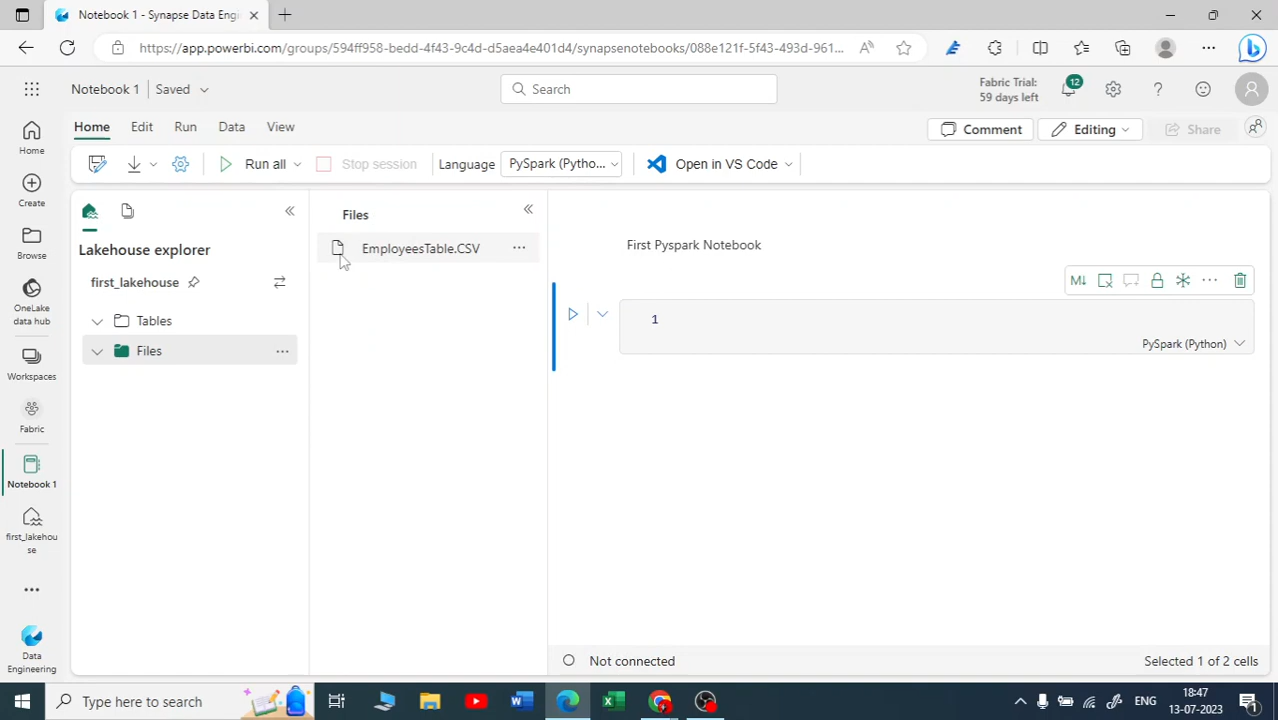 Notebook 1 - Synapse Data Eng
https://app.powerbi.com/groups/594ff958-bedd-4f43-9c4d-d5aea4e401d4/synapsenotebooks/088e121f-5f43-493d-961...
Notebook 1
Saved
Search
Fabric Trial:
59 days left
12
Home
Edit
Run
Data
View
Comment
Editing
Share
Run all
Stop session
Language
PySpark (Pytho...
Open in VS Code
Home
Create
Browse
OneLake
data hub
Workspaces
Fabric
Notebook 1
first_lakehou
se
Data
Engineering
Lakehouse explorer
first_lakehouse
Tables
Files
Files
EmployeesTable.CSV
First Pyspark Notebook
M↓
1
PySpark (Python)
Not connected
Selected 1 of 2 cells
Type here to search
ENG
18:47
13-07-2023
1